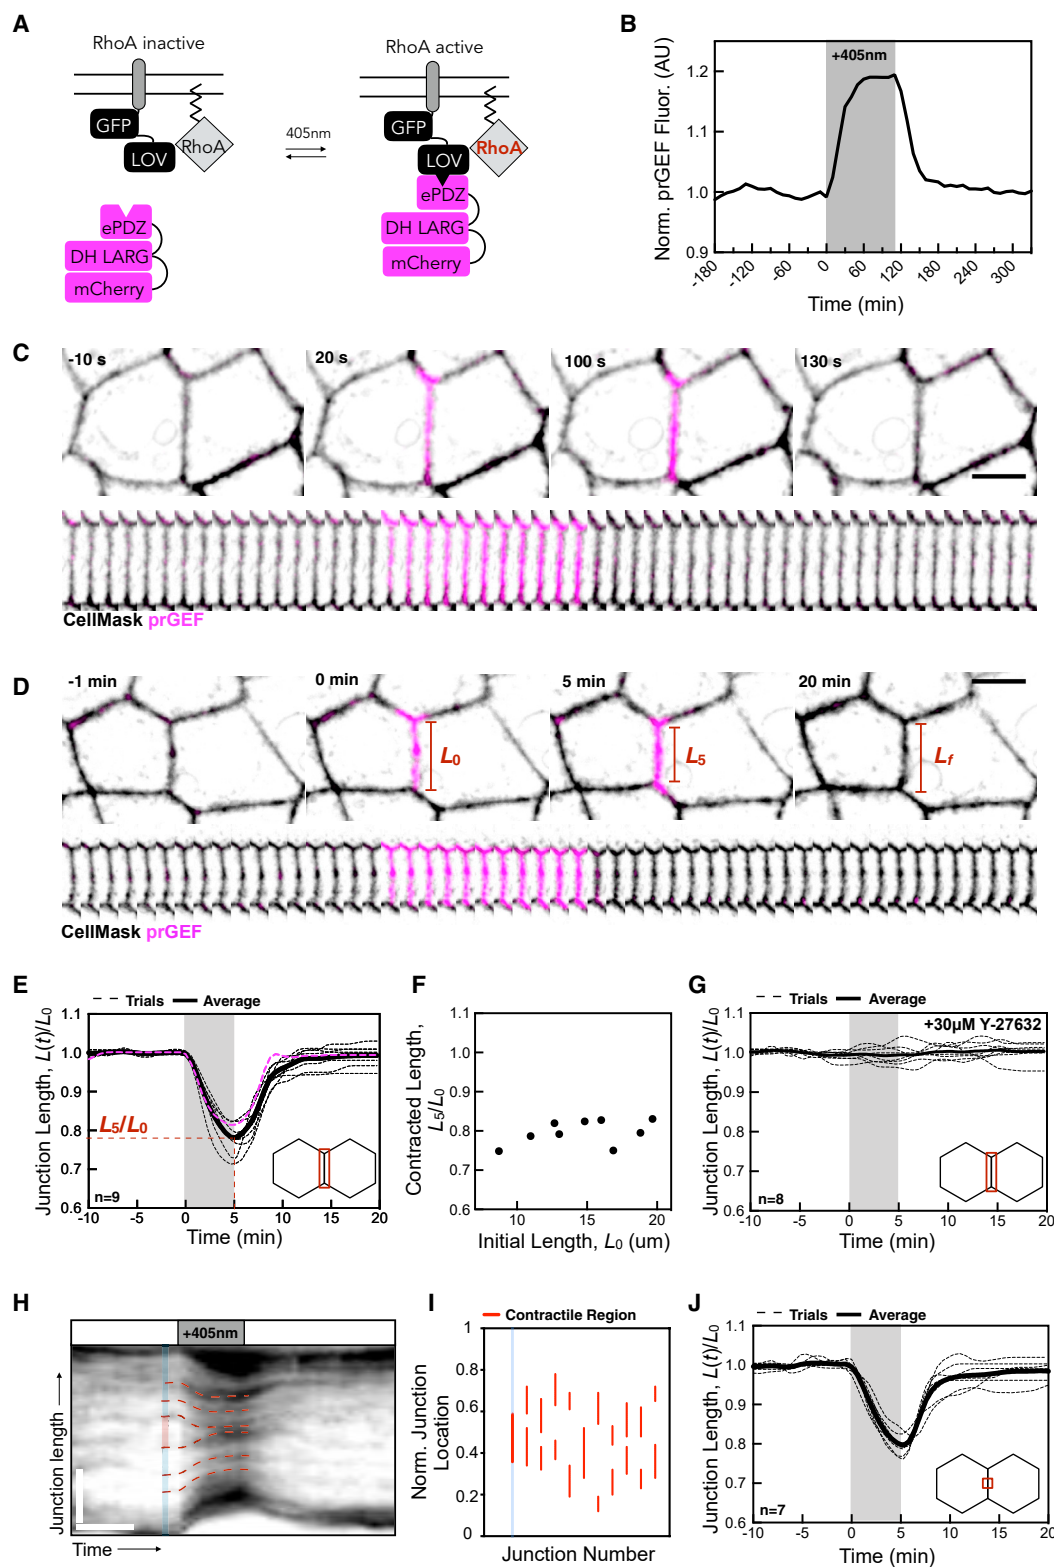 A
RhoA inactive
GFP
LOV
RhoA
ePDZ
DH LARG
mCherry
405nm
RhoA active
GFP
LOV
RhoA
ePDZ
DH LARG
mCherry
B
Norm. prGEF Fluor. (AU)
+405nm
1.2
1.1
1.0
0.9
-180
-120
-60
0
60
120
180
240
300
Time (min)
C
-10 s
20 s
100 s
130 s
CellMask prGEF
D
-1 min
0 min
5 min
20 min
L0
L5
Lf
CellMask prGEF
E
Trials Average
Junction Length, L(t)/L0
1.1
1.0
0.9
0.8
0.7
0.6
L5/L0
n=9
-10 -5 0 5 10 15 20
Time (min)
F
Contracted Length,
L5/L0
1.0
0.9
0.8
0.7
0.6
10 15 20
Initial Length, L0 (um)
G
Trials Average
Junction Length, L(t)/L0
+30µM Y-27632
1.1
1.0
0.9
0.8
0.7
0.6
n=8
-10 -5 0 5 10 15 20
Time (min)
H
+405nm
Junction length
Time
I
Contractile Region
Norm. Junction
Location
1
0.8
0.6
0.4
0.2
0
Junction Number
J
Trials Average
Junction Length, L(t)/L0
1.1
1.0
0.9
0.8
0.7
0.6
n=7
-10 -5 0 5 10 15 20
Time (min)